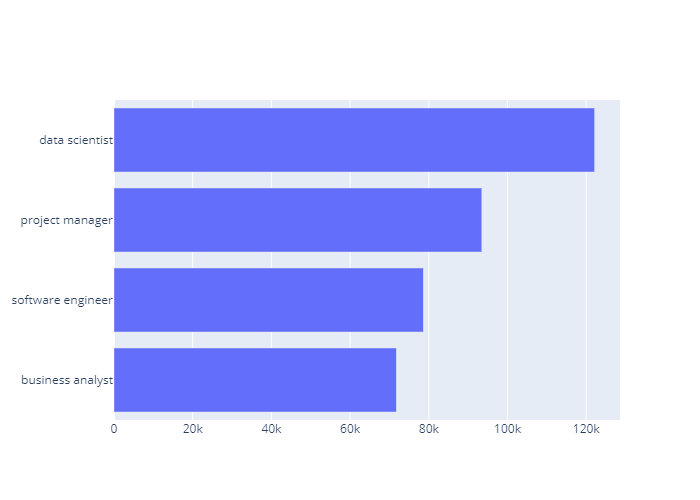 data scientist
project manager
software engineer
business analyst
0 20k 40k 60k 80k 100k 120k